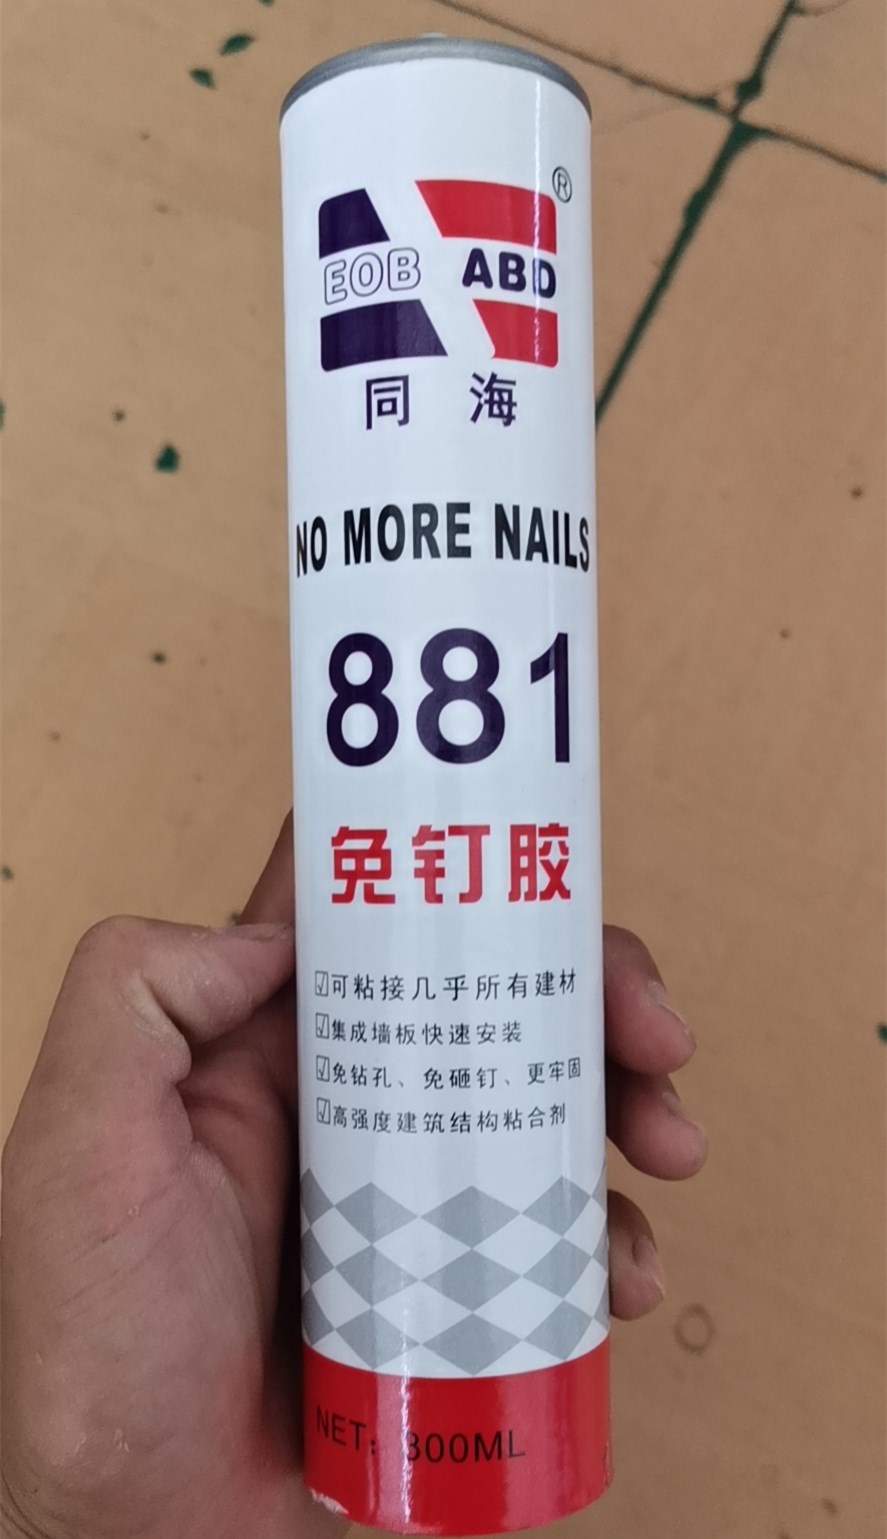 ®
EOB ABD
同海
NO MORE NAILS
881
免钉胶
☑可粘接几乎所有建材
☑集成墙板快速安装
☑免钻孔、免砸钉、更牢固
☑高强度建筑结构粘合剂
NET: 300ML